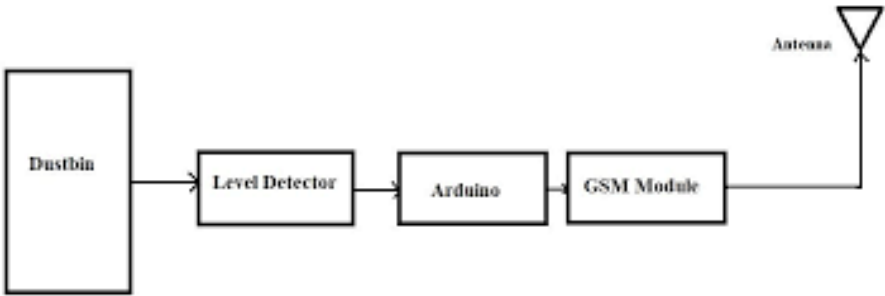 Antenna
Dustbin
Level Detector
Arduino
GSM Module